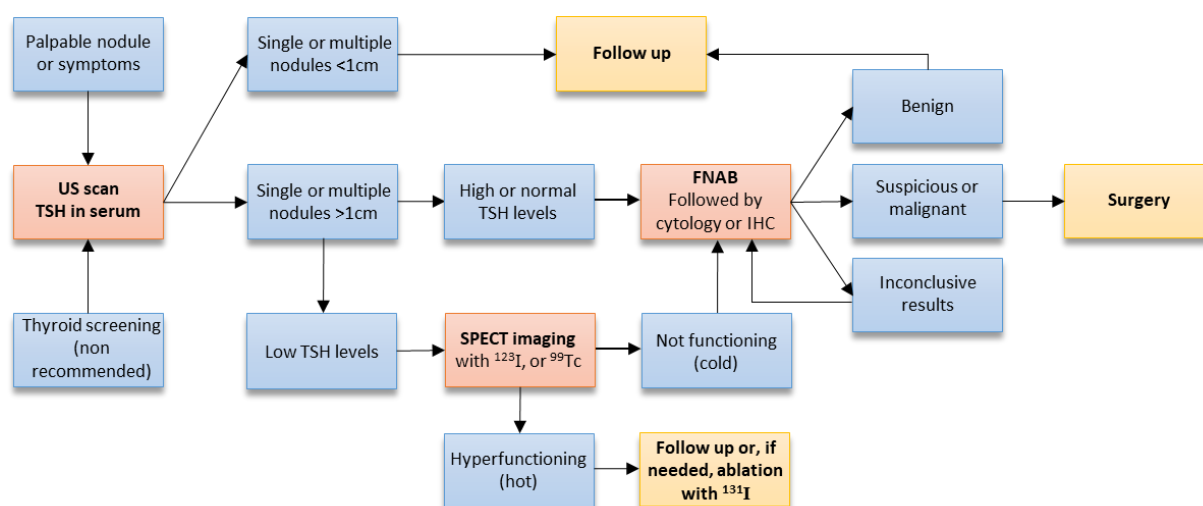 Palpable nodule
or symptoms
Single or multiple
nodules <1cm
Follow up
Benign
US scan
TSH in serum
Single or multiple
nodules >1cm
High or normal
TSH levels
FNAB
Followed by
cytology or IHC
Suspicious or
malignant
Surgery
Inconclusive
results
Thyroid screening
(non
recommended)
Low TSH levels
SPECT imaging
with ¹²³I, or ⁹⁹Tc
Not functioning
(cold)
Hyperfunctioning
(hot)
Follow up or, if
needed, ablation
with ¹³¹I